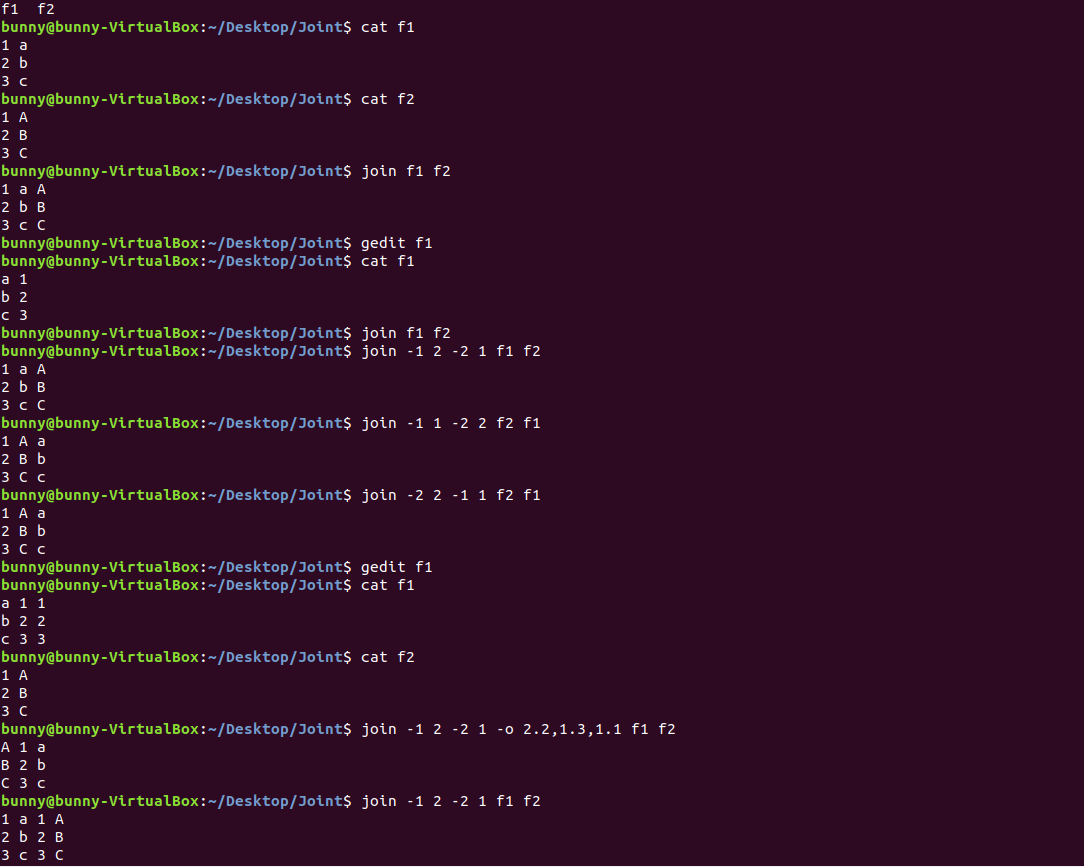 f1  f2
bunny@bunny-VirtualBox:~/Desktop/Joint$ cat f1
1 a
2 b
3 c
bunny@bunny-VirtualBox:~/Desktop/Joint$ cat f2
1 A
2 B
3 C
bunny@bunny-VirtualBox:~/Desktop/Joint$ join f1 f2
1 a A
2 b B
3 c C
bunny@bunny-VirtualBox:~/Desktop/Joint$ gedit f1
bunny@bunny-VirtualBox:~/Desktop/Joint$ cat f1
a 1
b 2
c 3
bunny@bunny-VirtualBox:~/Desktop/Joint$ join f1 f2
bunny@bunny-VirtualBox:~/Desktop/Joint$ join -1 2 -2 1 f1 f2
1 a A
2 b B
3 c C
bunny@bunny-VirtualBox:~/Desktop/Joint$ join -1 1 -2 2 f2 f1
1 A a
2 B b
3 C c
bunny@bunny-VirtualBox:~/Desktop/Joint$ join -2 2 -1 1 f2 f1
1 A a
2 B b
3 C c
bunny@bunny-VirtualBox:~/Desktop/Joint$ gedit f1
bunny@bunny-VirtualBox:~/Desktop/Joint$ cat f1
a 1 1
b 2 2
c 3 3
bunny@bunny-VirtualBox:~/Desktop/Joint$ cat f2
1 A
2 B
3 C
bunny@bunny-VirtualBox:~/Desktop/Joint$ join -1 2 -2 1 -o 2.2,1.3,1.1 f1 f2
A 1 a
B 2 b
C 3 c
bunny@bunny-VirtualBox:~/Desktop/Joint$ join -1 2 -2 1 f1 f2
1 a 1 A
2 b 2 B
3 c 3 C